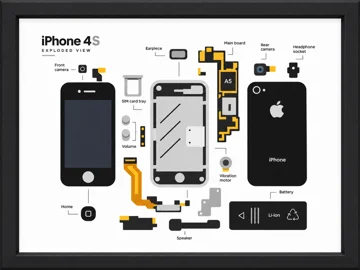 iPhone 4S
EXPLODED VIEW
Front
camera
Earpiece
Main board
Rear
camera
Headphone
socket
SIM card tray
A5
Volume
iPhone
Vibration
motor
Home
Speaker
Battery
Li-ion